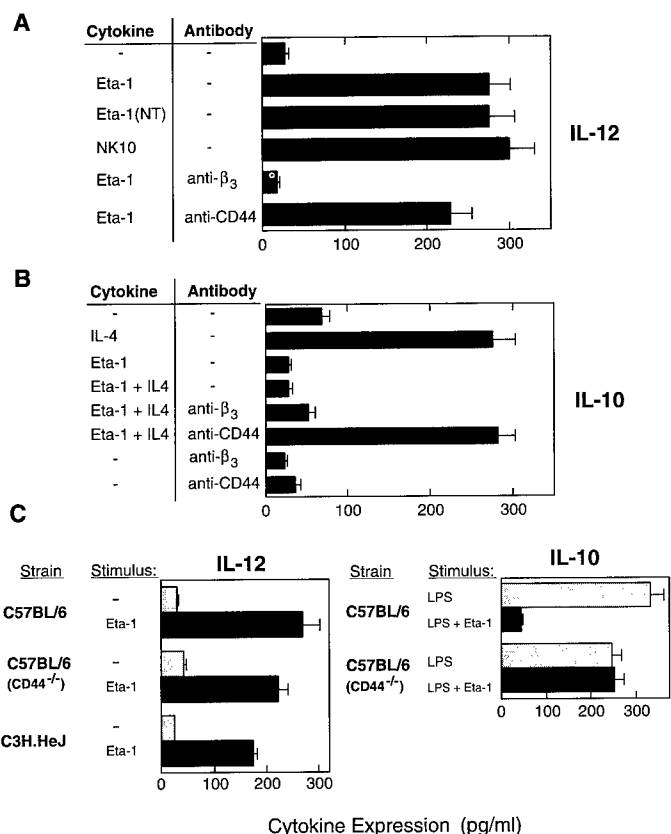 A
Cytokine Antibody
- -
Eta-1 -
Eta-1(NT) -
NK10 -
Eta-1 anti-β3
Eta-1 anti-CD44
0 100 200 300
IL-12
B
Cytokine Antibody
- -
IL-4 -
Eta-1 -
Eta-1 + IL4 -
Eta-1 + IL4 anti-β3
Eta-1 + IL4 anti-CD44
- anti-β3
- anti-CD44
0 100 200 300
IL-10
C
IL-12
Strain Stimulus:
C57BL/6
-
Eta-1
C57BL/6
(CD44-/-)
-
Eta-1
C3H.HeJ
-
Eta-1
0 100 200 300
IL-10
Strain Stimulus:
C57BL/6
LPS
LPS + Eta-1
C57BL/6
(CD44-/-)
LPS
LPS + Eta-1
0 100 200 300
Cytokine Expression (pg/ml)